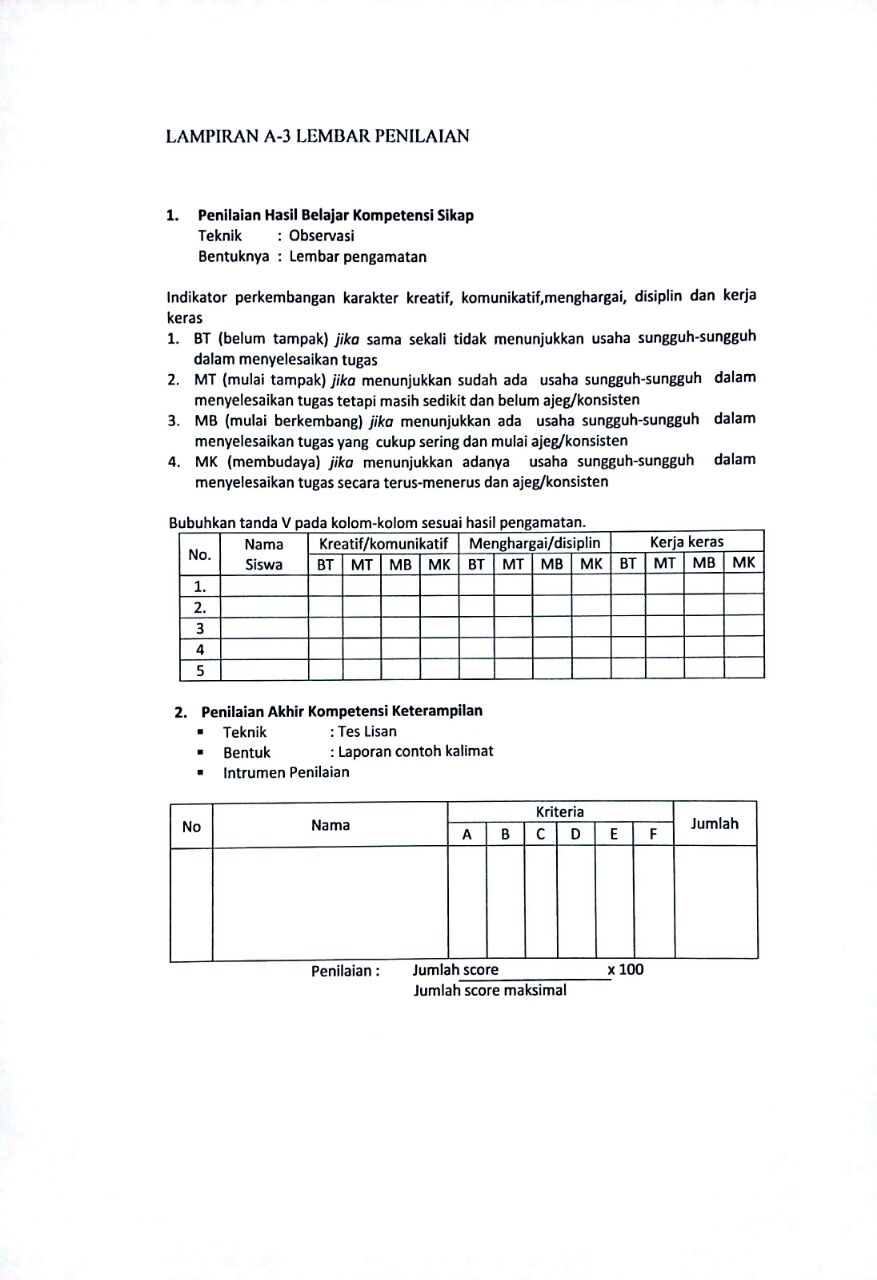 LAMPIRAN A-3 LEMBAR PENILAIAN
1. Penilaian Hasil Belajar Kompetensi Sikap
Teknik : Observasi
Bentuknya : Lembar pengamatan
Indikator perkembangan karakter kreatif, komunikatif,menghargai, disiplin dan kerja
keras
1. BT (belum tampak) jika sama sekali tidak menunjukkan usaha sungguh-sungguh
dalam menyelesaikan tugas
2. MT (mulai tampak) jika menunjukkan sudah ada usaha sungguh-sungguh dalam
menyelesaikan tugas tetapi masih sedikit dan belum ajeg/konsisten
3. MB (mulai berkembang) jika menunjukkan ada usaha sungguh-sungguh dalam
menyelesaikan tugas yang cukup sering dan mulai ajeg/konsisten
4. MK (membudaya) jika menunjukkan adanya usaha sungguh-sungguh dalam
menyelesaikan tugas secara terus-menerus dan ajeg/konsisten
Bubuhkan tanda V pada kolom-kolom sesuai hasil pengamatan.
No. Nama Siswa Kreatif/komunikatif Menghargai/disiplin Kerja keras
BT MT MB MK BT MT MB MK BT MT MB MK
1.
2.
3
4
5
2. Penilaian Akhir Kompetensi Keterampilan
▪ Teknik : Tes Lisan
▪ Bentuk : Laporan contoh kalimat
▪ Intrumen Penilaian
No Nama Kriteria Jumlah
A B C D E F
Penilaian : Jumlah score x 100
Jumlah score maksimal